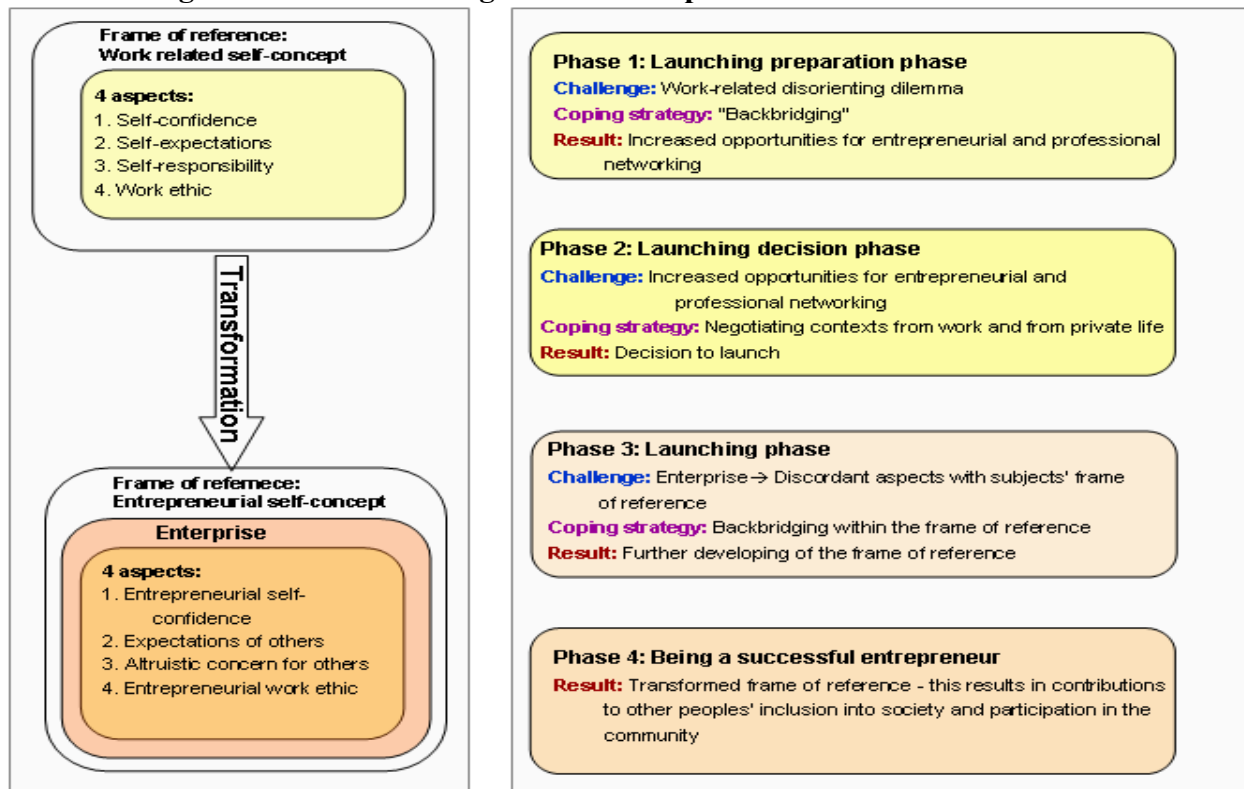 Frame of reference:
Work related self-concept
4 aspects:
1. Self-confidence
2. Self-expectations
3. Self-responsibility
4. Work ethic
Transformation
Frame of refernece:
Entrepreneurial self-concept
Enterprise
4 aspects:
1. Entrepreneurial self-
confidence
2. Expectations of others
3. Altruistic concern for others
4. Entrepreneurial work ethic
Phase 1: Launching preparation phase
Challenge: Work-related disorienting dilemma
Coping strategy: "Backbridging"
Result: Increased opportunities for entrepreneurial and professional
networking
Phase 2: Launching decision phase
Challenge: Increased opportunities for entrepreneurial and
professional networking
Coping strategy: Negotiating contexts from work and from private life
Result: Decision to launch
Phase 3: Launching phase
Challenge: Enterprise → Discordant aspects with subjects' frame
of reference
Coping strategy: Backbridging within the frame of reference
Result: Further developing of the frame of reference
Phase 4: Being a successful entrepreneur
Result: Transformed frame of reference - this results in contributions
to other peoples' inclusion into society and participation in the
community